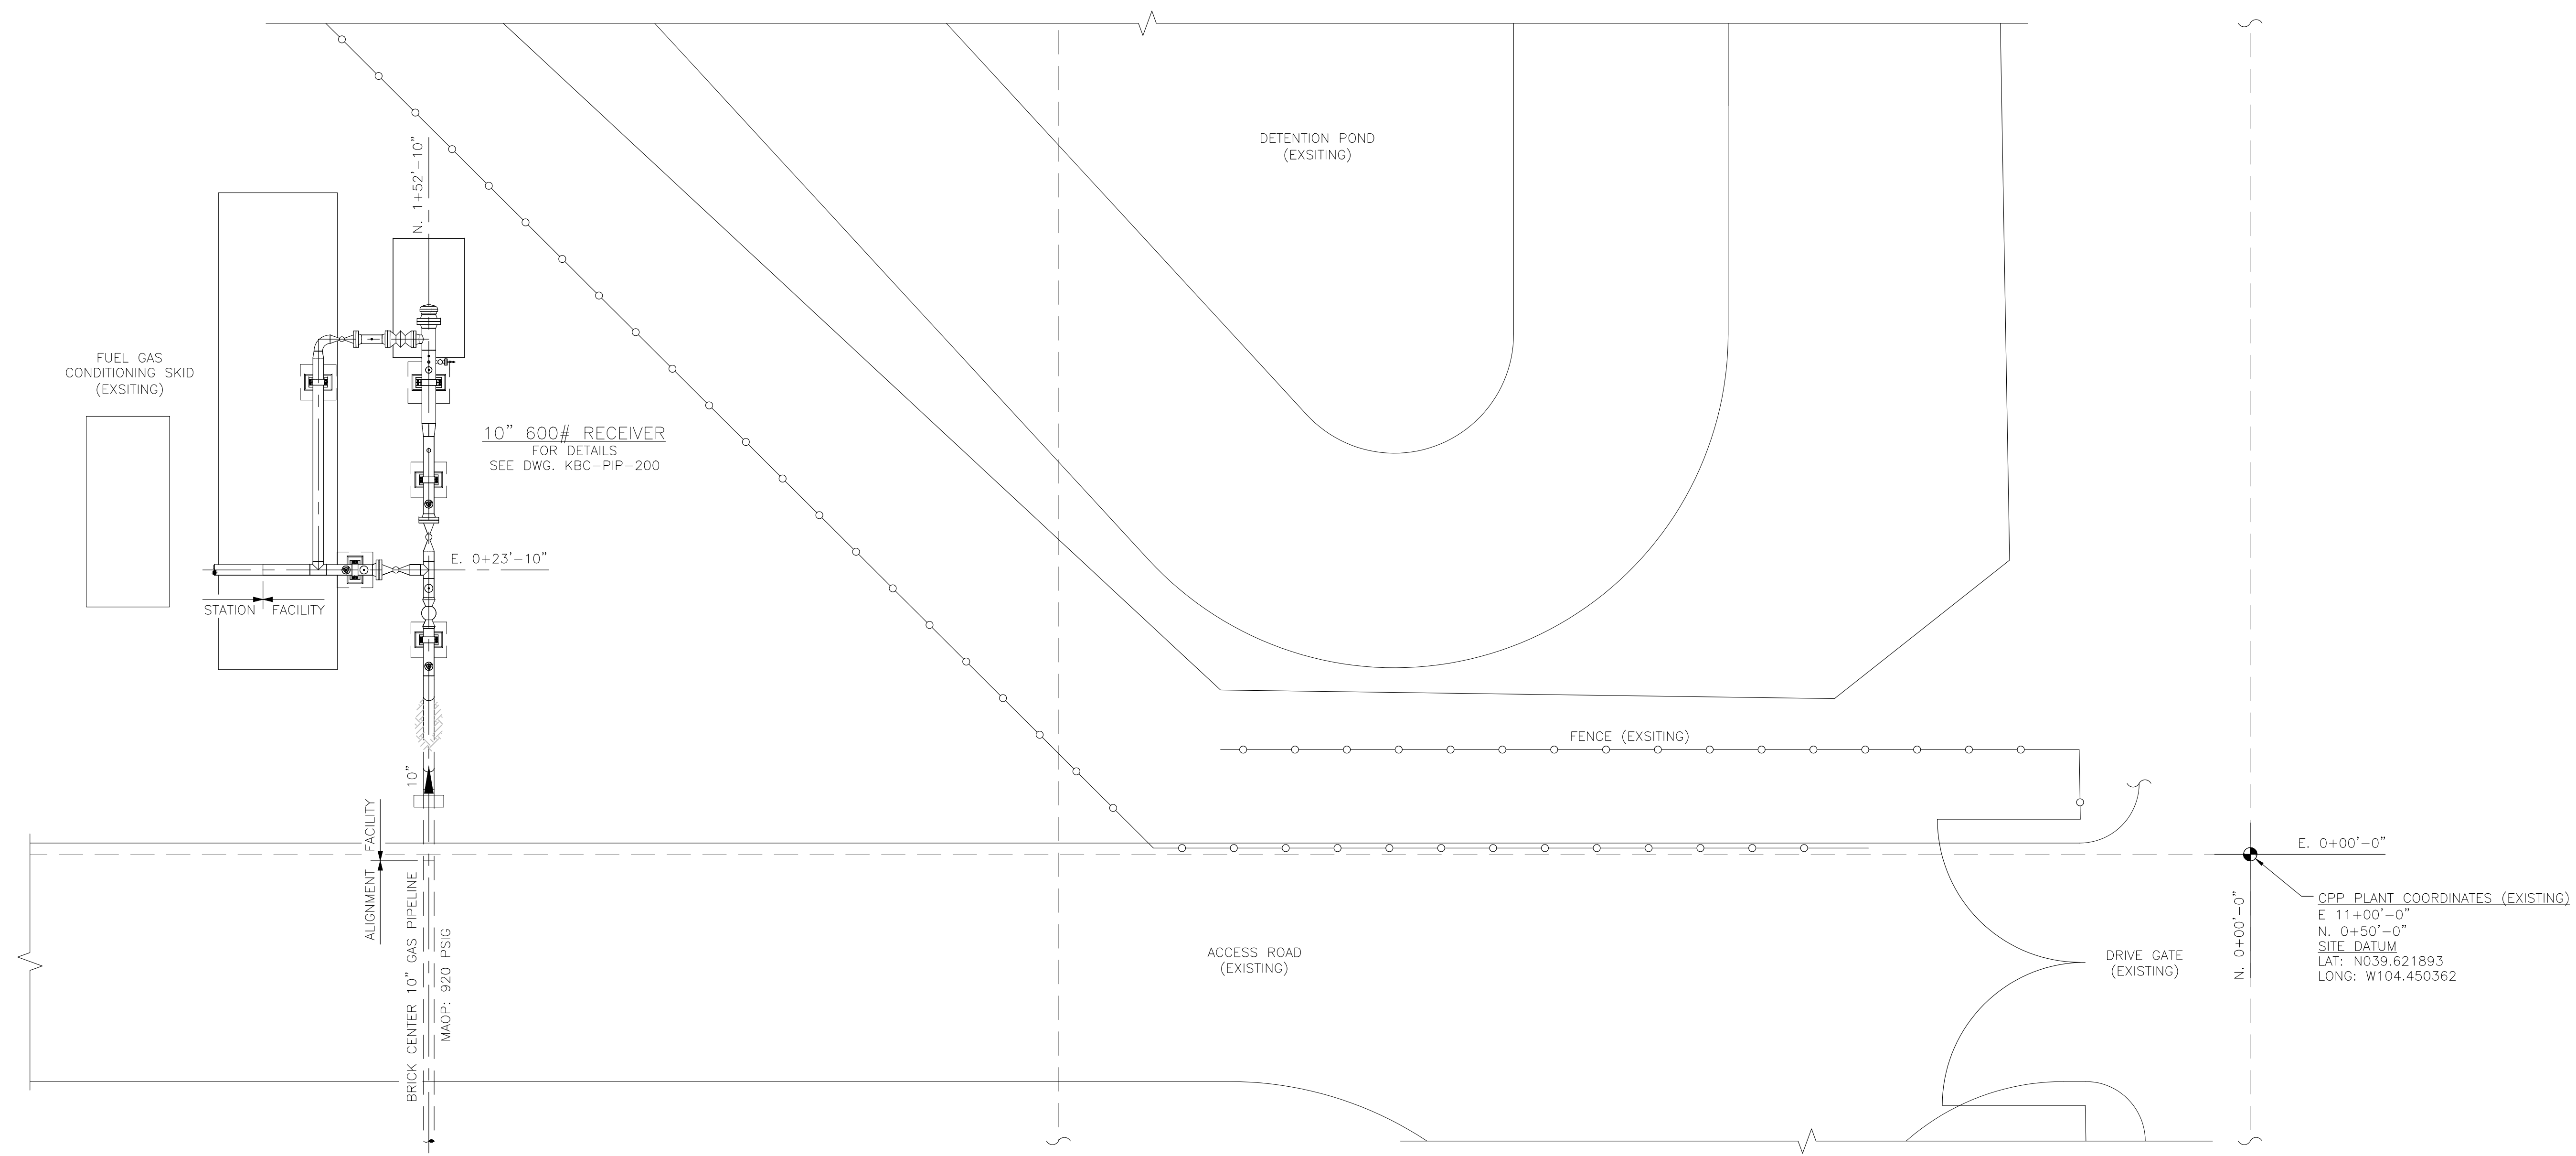 DETENTION POND
(EXSITING)
N. 1+52'-10"
FUEL GAS
CONDITIONING SKID
(EXSITING)
10" 600# RECEIVER
FOR DETAILS
SEE DWG. KBC-PIP-200
E. 0+23'-10"
STATION
FACILITY
FENCE (EXSITING)
10"
FACILITY
ALIGNMENT
BRICK CENTER 10" GAS PIPELINE
MAOP: 920 PSIG
ACCESS ROAD
(EXISTING)
DRIVE GATE
(EXISTING)
E. 0+00'-0"
N. 0+00'-0"
CPP PLANT COORDINATES (EXISTING)
E 11+00'-0"
N. 0+50'-0"
SITE DATUM
LAT: N039.621893
LONG: W104.450362